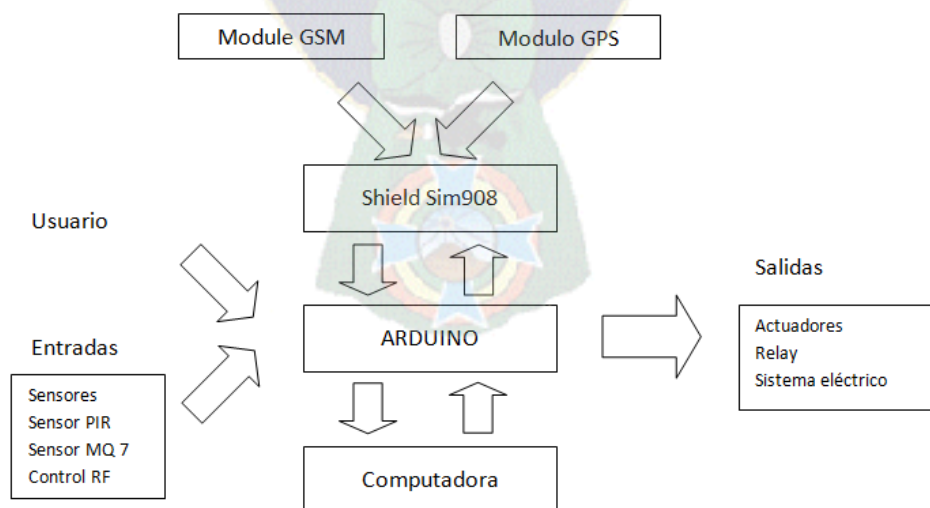 Module GSM
Modulo GPS
Shield Sim908
Usuario
Salidas
ARDUINO
Actuadores
Relay
Sistema eléctrico
Entradas
Sensores
Sensor PIR
Sensor MQ 7
Control RF
Computadora